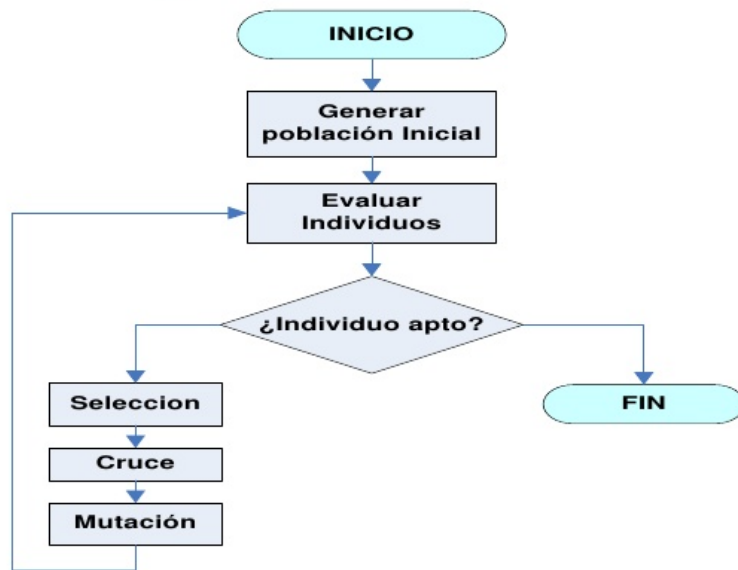 INICIO
Generar
población Inicial
Evaluar
Individuos
¿Individuo apto?
Seleccion
FIN
Cruce
Mutación